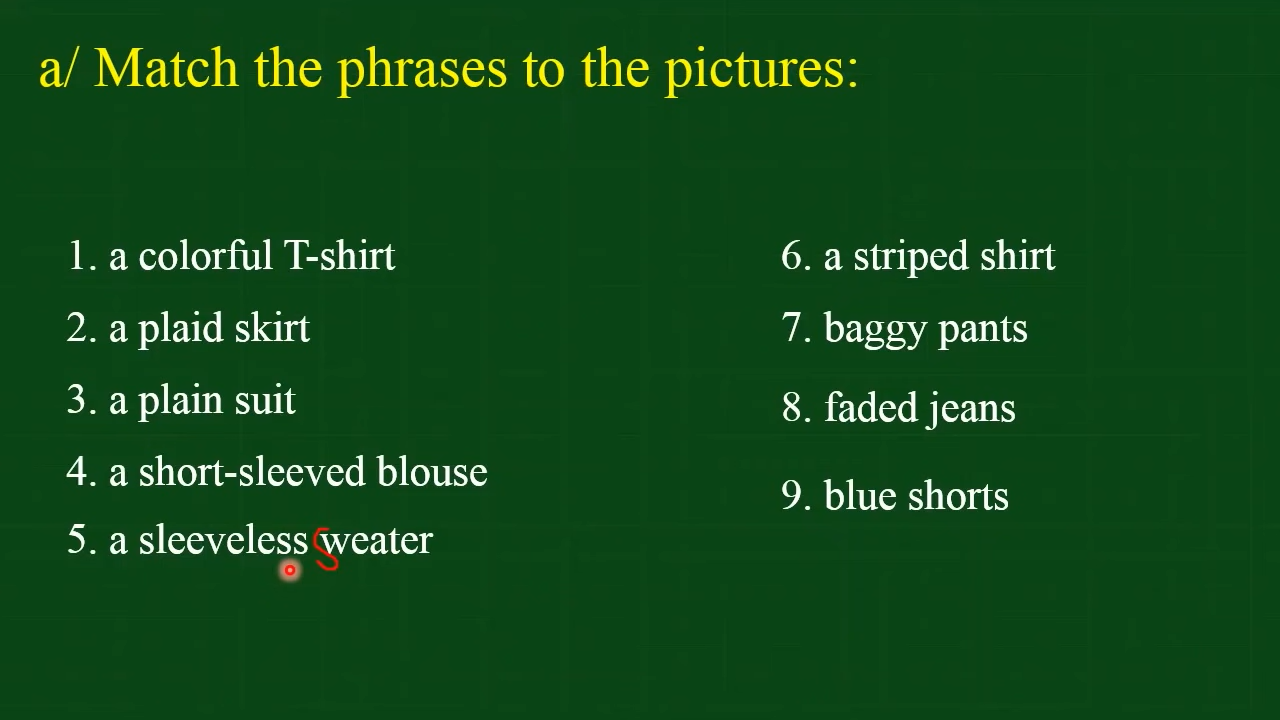 a/ Match the phrases to the pictures:
1. a colorful T-shirt
2. a plaid skirt
3. a plain suit
4. a short-sleeved blouse
5. a sleeveless sweater
6. a striped shirt
7. baggy pants
8. faded jeans
9. blue shorts